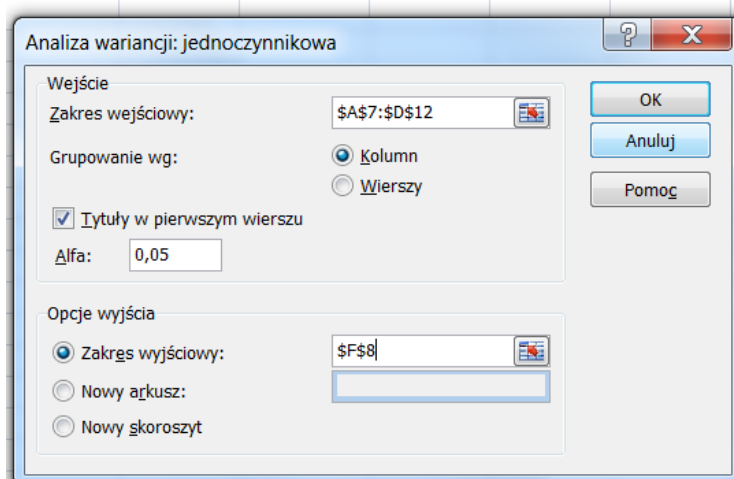 Analiza wariancji: jednoczynnikowa
Wejście
Zakres wejściowy: $A$7:$D$12
Grupowanie wg: Kolumn
Wierszy
Tytuły w pierwszym wierszu
Alfa: 0,05
OK
Anuluj
Pomoc
Opcje wyjścia
Zakres wyjściowy: $F$8
Nowy arkusz:
Nowy skoroszyt